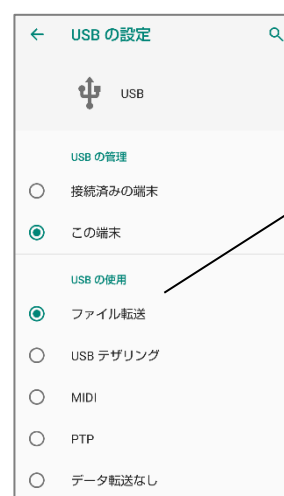 USB の設定
USB
USB の管理
接続済みの端末
この端末
USB の使用
ファイル転送
USB テザリング
MIDI
PTP
データ転送なし